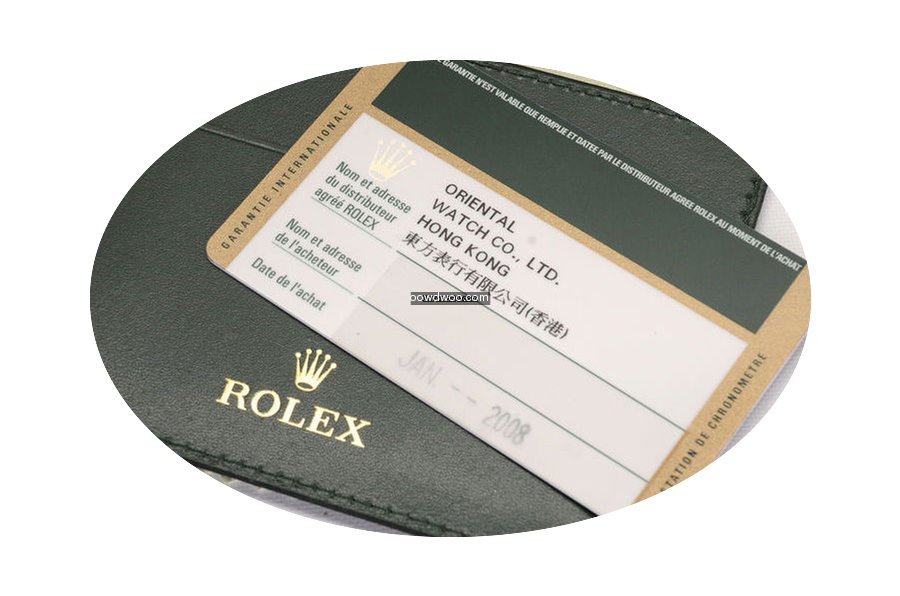 GARANTIE N'EST VALABLE QUE REMPLIE ET DATEE PAR LE DISTRIBUTEUR AGREE ROLEX AU MOMENT DE L'ACHAT
GARANTIE INTERNATIONALE
Nom et adresse
du distributeur
agréé ROLEX
ORIENTAL
WATCH CO., LTD.
HONG KONG
東方表行有限公司(香港)
Nom et adresse
de l'acheteur
Date de l'achat
JAN. -- 2008
DE CHRONOMETRE
ROLEX
powdwoo.com